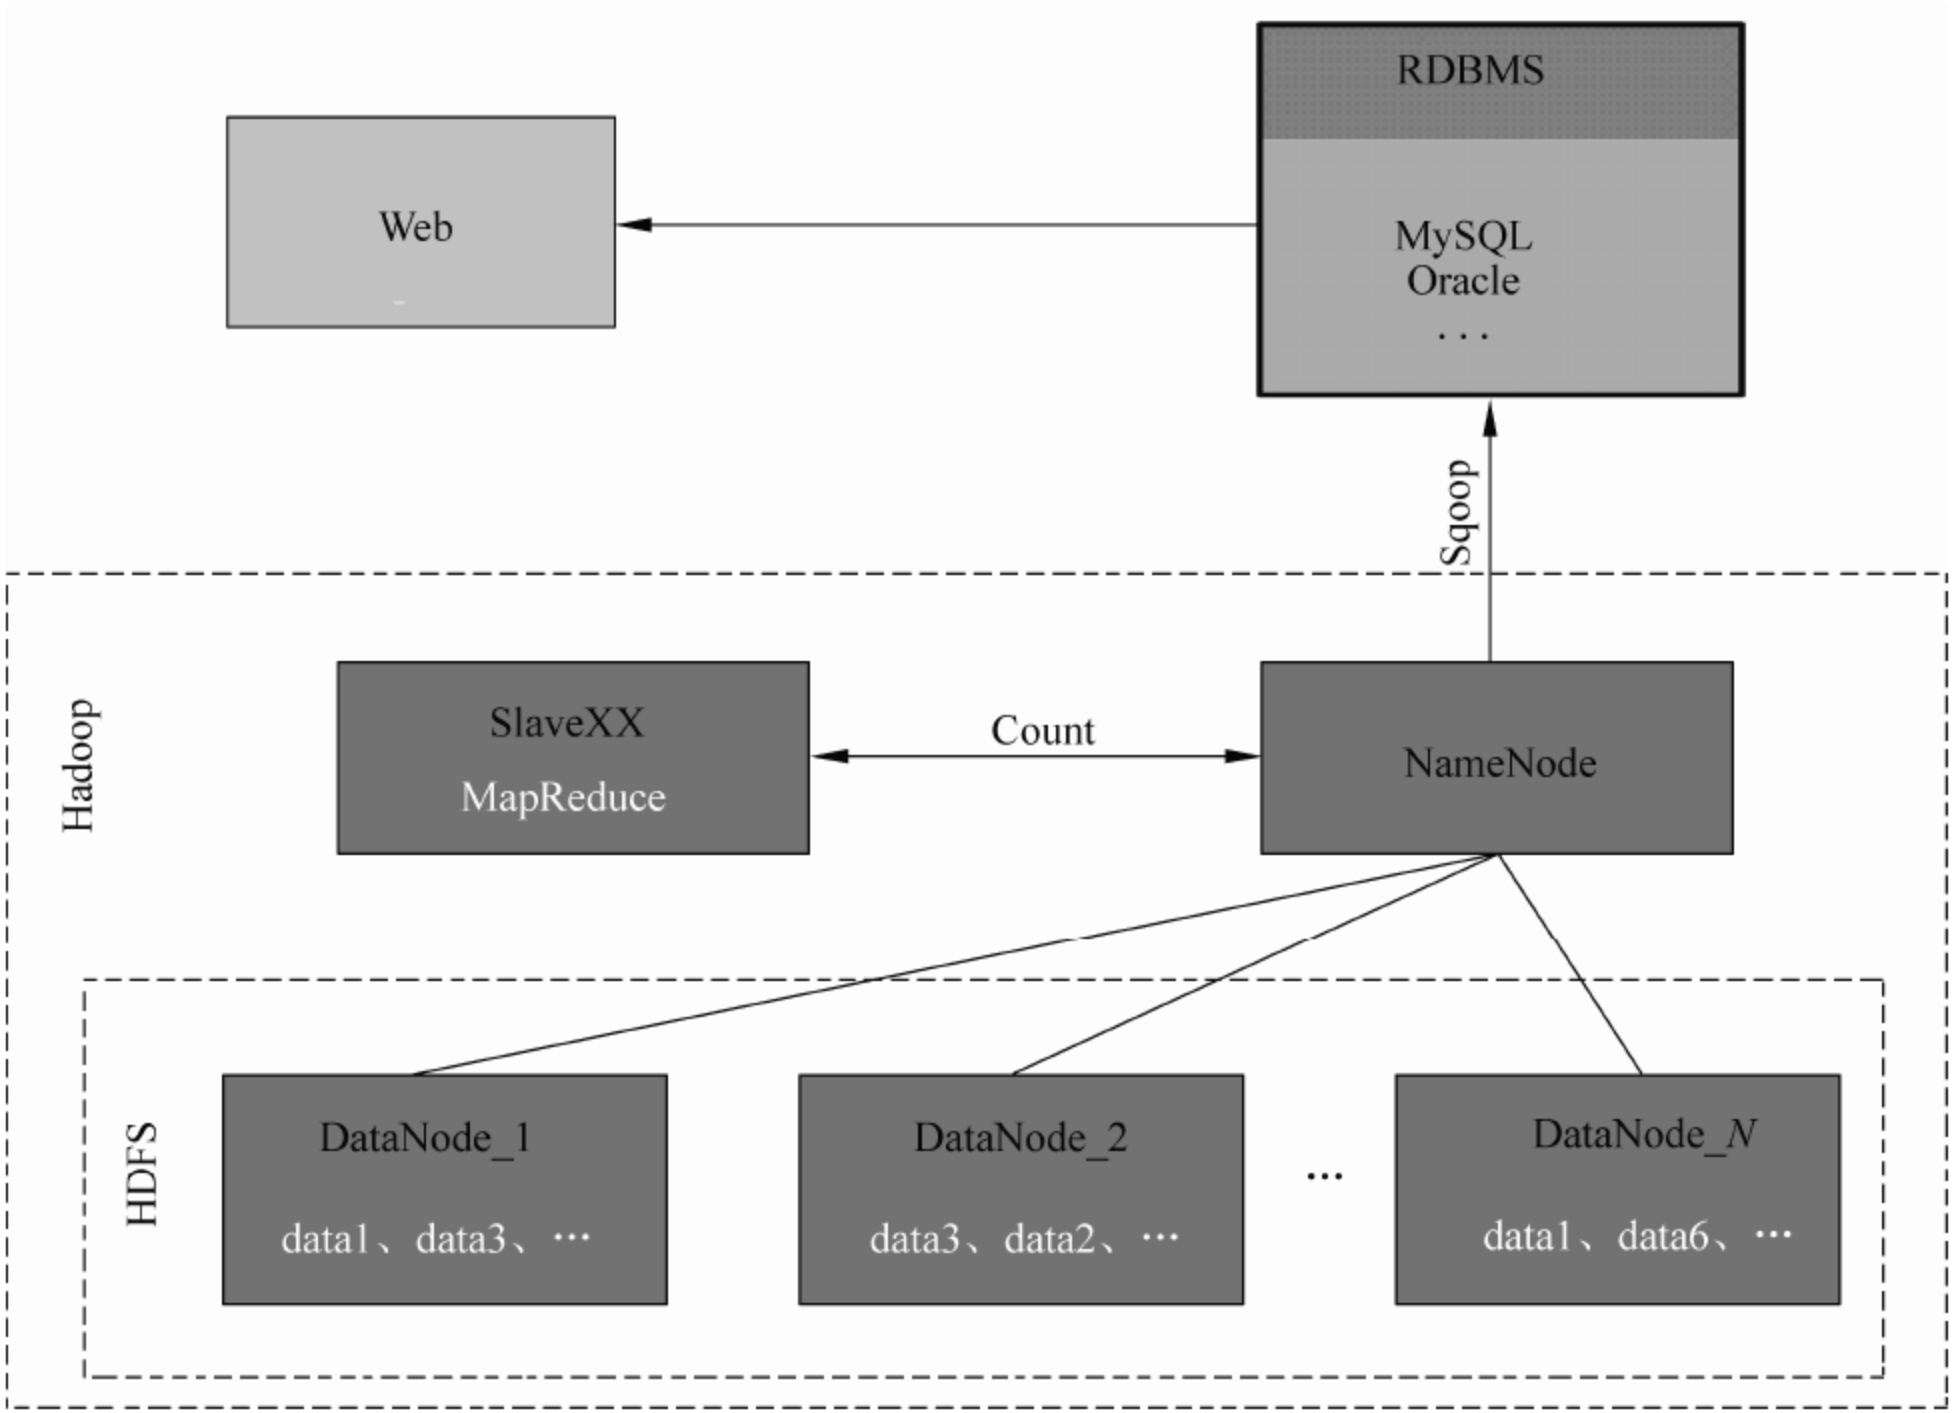 RDBMS
Web
MySQL
Oracle
...
Sqoop
Hadoop
SlaveXX
MapReduce
Count
NameNode
HDFS
DataNode_1
data1、data3、…
DataNode_2
data3、data2、…
…
DataNode_N
data1、data6、…